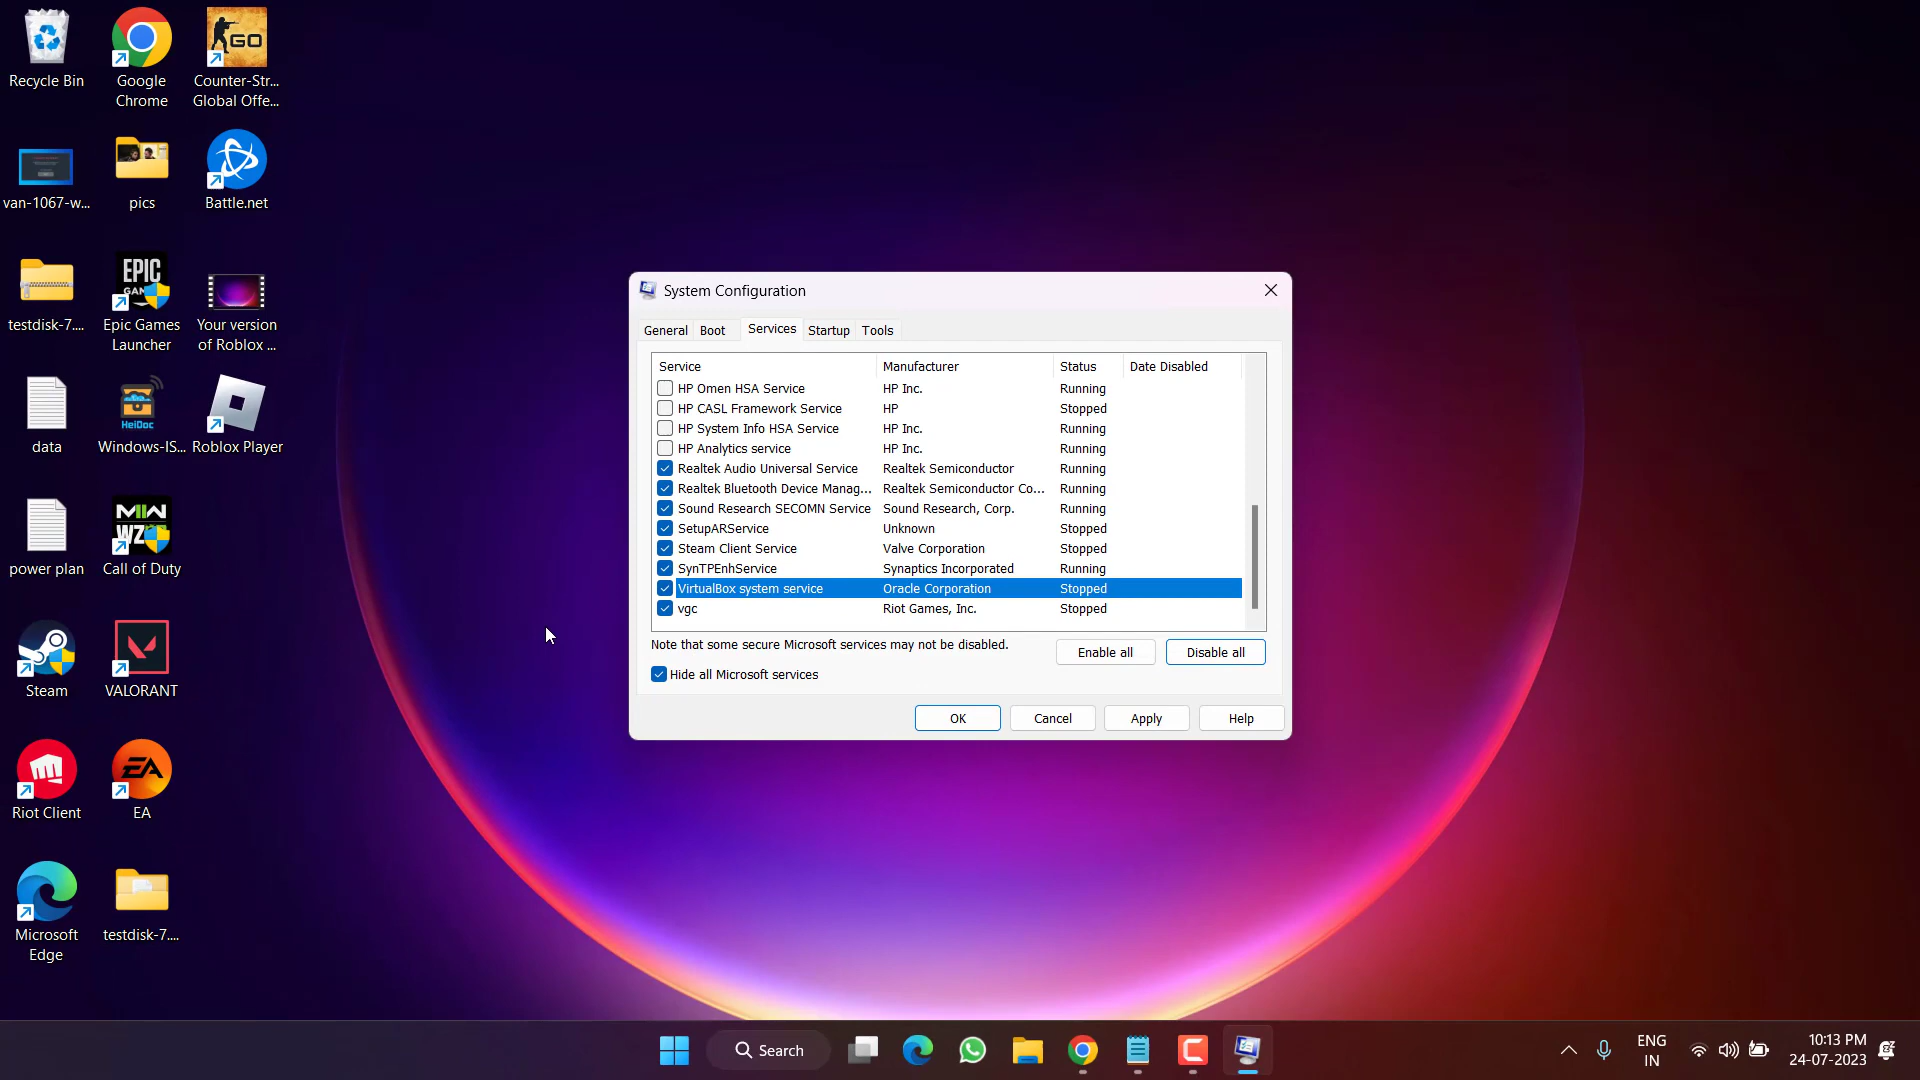 Recycle Bin
Google
Chrome
GO
Counter-Str...
Global Offe...
van-1067-w...
pics
Battle.net
testdisk-7....
EPIC
Epic Games
Launcher
Your version
of Roblox ...
data
HEIDOC
Windows-IS...
Roblox Player
power plan
MW
WZ
Call of Duty
Steam
VALORANT
Riot Client
EA
EA
Microsoft
Edge
testdisk-7....
System Configuration
General Boot Services Startup Tools
Service Manufacturer Status Date Disabled
HP Omen HSA Service HP Inc. Running
HP CASL Framework Service HP Stopped
HP System Info HSA Service HP Inc. Running
HP Analytics service HP Inc. Running
Realtek Audio Universal Service Realtek Semiconductor Running
Realtek Bluetooth Device Manag... Realtek Semiconductor Co... Running
Sound Research SECOMN Service Sound Research, Corp. Running
SetupARService Unknown Stopped
Steam Client Service Valve Corporation Stopped
SynTPEnhService Synaptics Incorporated Running
VirtualBox system service Oracle Corporation Stopped
vgc Riot Games, Inc. Stopped
Note that some secure Microsoft services may not be disabled.
Enable all Disable all
Hide all Microsoft services
OK Cancel Apply Help
Search
ENG
IN
10:13 PM
24-07-2023